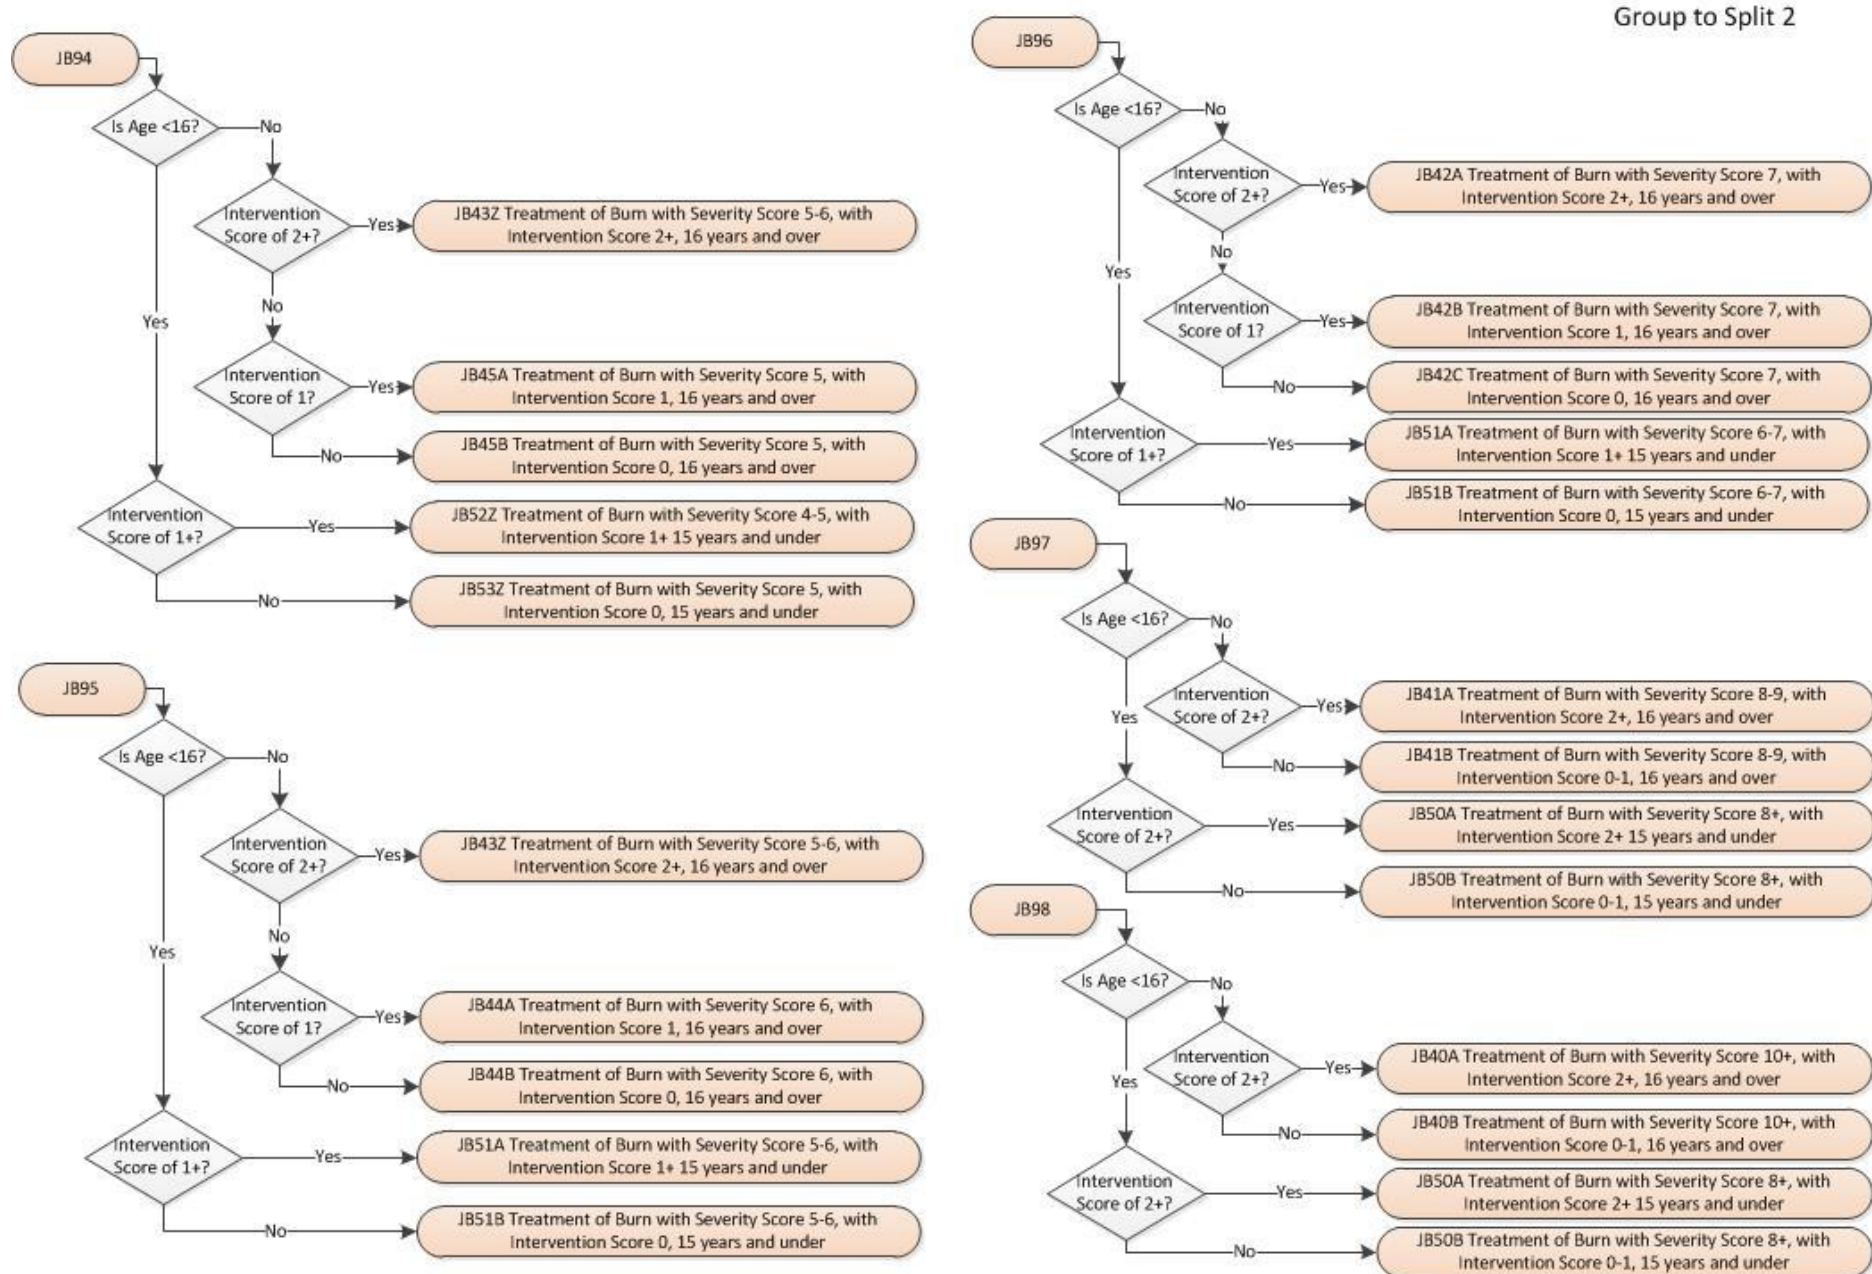 Group to Split 2
JB94
Is Age <16?
No
Intervention
Score of 2+?
Yes
JB43Z Treatment of Burn with Severity Score 5-6, with
Intervention Score 2+, 16 years and over
No
Yes
Intervention
Score of 1?
Yes
JB45A Treatment of Burn with Severity Score 5, with
Intervention Score 1, 16 years and over
No
JB45B Treatment of Burn with Severity Score 5, with
Intervention Score 0, 16 years and over
Intervention
Score of 1+?
Yes
JB52Z Treatment of Burn with Severity Score 4-5, with
Intervention Score 1+ 15 years and under
No
JB53Z Treatment of Burn with Severity Score 5, with
Intervention Score 0, 15 years and under
JB95
Is Age <16?
No
Intervention
Score of 2+?
Yes
JB43Z Treatment of Burn with Severity Score 5-6, with
Intervention Score 2+, 16 years and over
No
Yes
Intervention
Score of 1?
Yes
JB44A Treatment of Burn with Severity Score 6, with
Intervention Score 1, 16 years and over
No
JB44B Treatment of Burn with Severity Score 6, with
Intervention Score 0, 16 years and over
Intervention
Score of 1+?
Yes
JB51A Treatment of Burn with Severity Score 5-6, with
Intervention Score 1+ 15 years and under
No
JB51B Treatment of Burn with Severity Score 5-6, with
Intervention Score 0, 15 years and under
JB96
Is Age <16?
No
Intervention
Score of 2+?
Yes
JB42A Treatment of Burn with Severity Score 7, with
Intervention Score 2+, 16 years and over
No
Yes
Intervention
Score of 1?
Yes
JB42B Treatment of Burn with Severity Score 7, with
Intervention Score 1, 16 years and over
No
JB42C Treatment of Burn with Severity Score 7, with
Intervention Score 0, 16 years and over
Intervention
Score of 1+?
Yes
JB51A Treatment of Burn with Severity Score 6-7, with
Intervention Score 1+ 15 years and under
No
JB51B Treatment of Burn with Severity Score 6-7, with
Intervention Score 0, 15 years and under
JB97
Is Age <16?
No
Intervention
Score of 2+?
Yes
JB41A Treatment of Burn with Severity Score 8-9, with
Intervention Score 2+, 16 years and over
Yes
No
JB41B Treatment of Burn with Severity Score 8-9, with
Intervention Score 0-1, 16 years and over
Intervention
Score of 2+?
Yes
JB50A Treatment of Burn with Severity Score 8+, with
Intervention Score 2+ 15 years and under
No
JB50B Treatment of Burn with Severity Score 8+, with
Intervention Score 0-1, 15 years and under
JB98
Is Age <16?
No
Intervention
Score of 2+?
Yes
JB40A Treatment of Burn with Severity Score 10+, with
Intervention Score 2+, 16 years and over
Yes
No
JB40B Treatment of Burn with Severity Score 10+, with
Intervention Score 0-1, 16 years and over
Intervention
Score of 2+?
Yes
JB50A Treatment of Burn with Severity Score 8+, with
Intervention Score 2+ 15 years and under
No
JB50B Treatment of Burn with Severity Score 8+, with
Intervention Score 0-1, 15 years and under